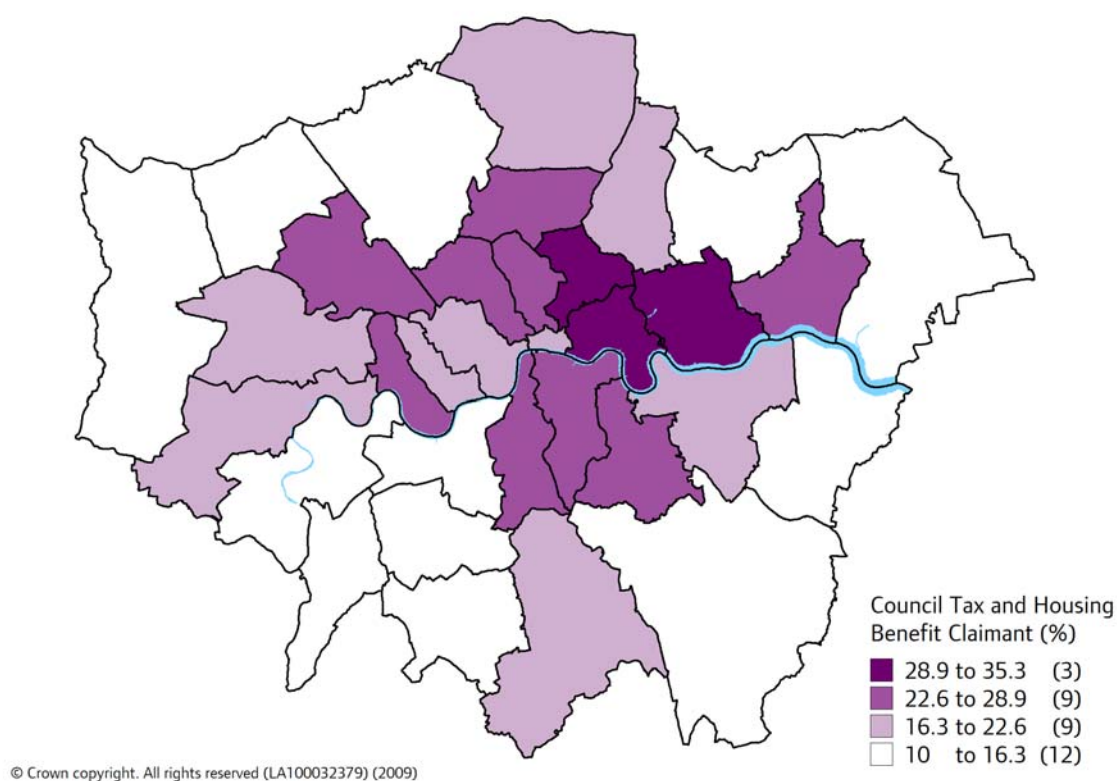 Council Tax and Housing
Benefit Claimant (%)
28.9 to 35.3 (3)
22.6 to 28.9 (9)
16.3 to 22.6 (9)
10 to 16.3 (12)
© Crown copyright. All rights reserved (LA100032379) (2009)